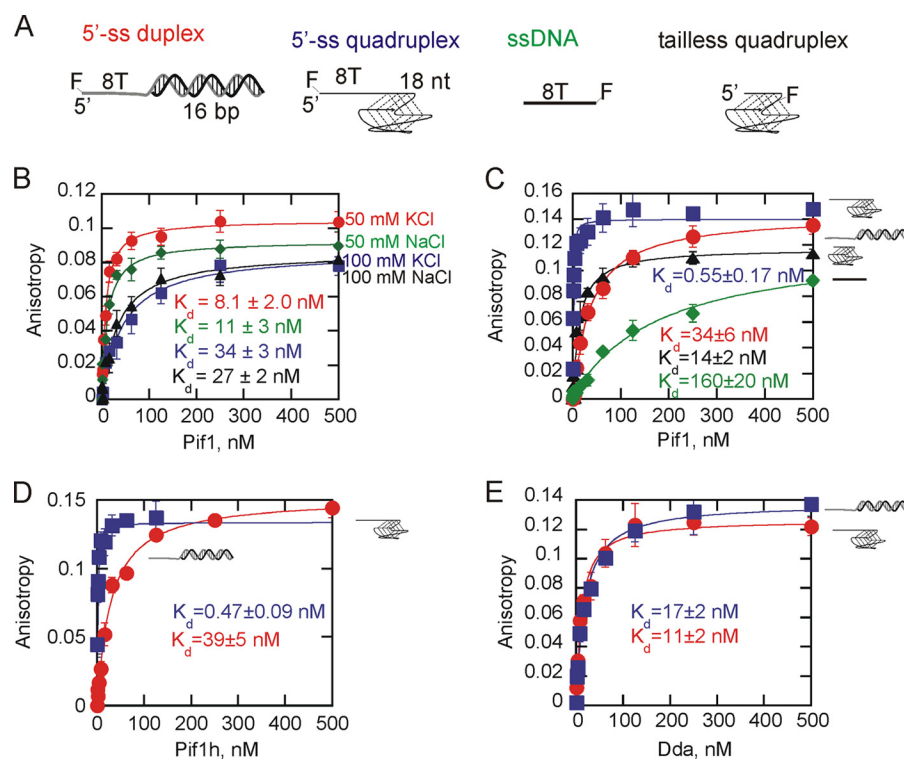 A
5'-ss duplex
5'-ss quadruplex
ssDNA
tailless quadruplex
F 8T
5'
16 bp
F 8T 18 nt
5'
8T F
5' F
B
Anisotropy
0.12
0.1
0.08
0.06
0.04
0.02
0
0 100 200 300 400 500
Pif1, nM
50 mM KCl
50 mM NaCl
100 mM KCl
100 mM NaCl
Kd = 8.1 ± 2.0 nM
Kd = 11 ± 3 nM
Kd = 34 ± 3 nM
Kd = 27 ± 2 nM
C
Anisotropy
0.16
0.14
0.12
0.1
0.08
0.06
0.04
0.02
0
0 100 200 300 400 500
Pif1, nM
Kd=0.55±0.17 nM
Kd=34±6 nM
Kd=14±2 nM
Kd=160±20 nM
D
Anisotropy
0.15
0.1
0.05
0
0 100 200 300 400 500
Pif1h, nM
Kd=0.47±0.09 nM
Kd=39±5 nM
E
Anisotropy
0.14
0.12
0.1
0.08
0.06
0.04
0.02
0
0 100 200 300 400 500
Dda, nM
Kd=17±2 nM
Kd=11±2 nM